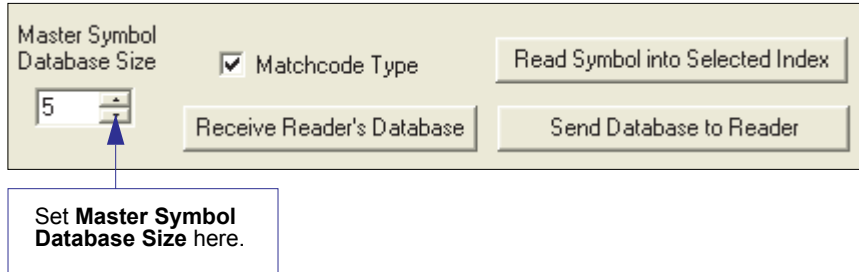 Master Symbol
Database Size
5
Matchcode Type
Read Symbol into Selected Index
Receive Reader's Database
Send Database to Reader
Set Master Symbol
Database Size here.